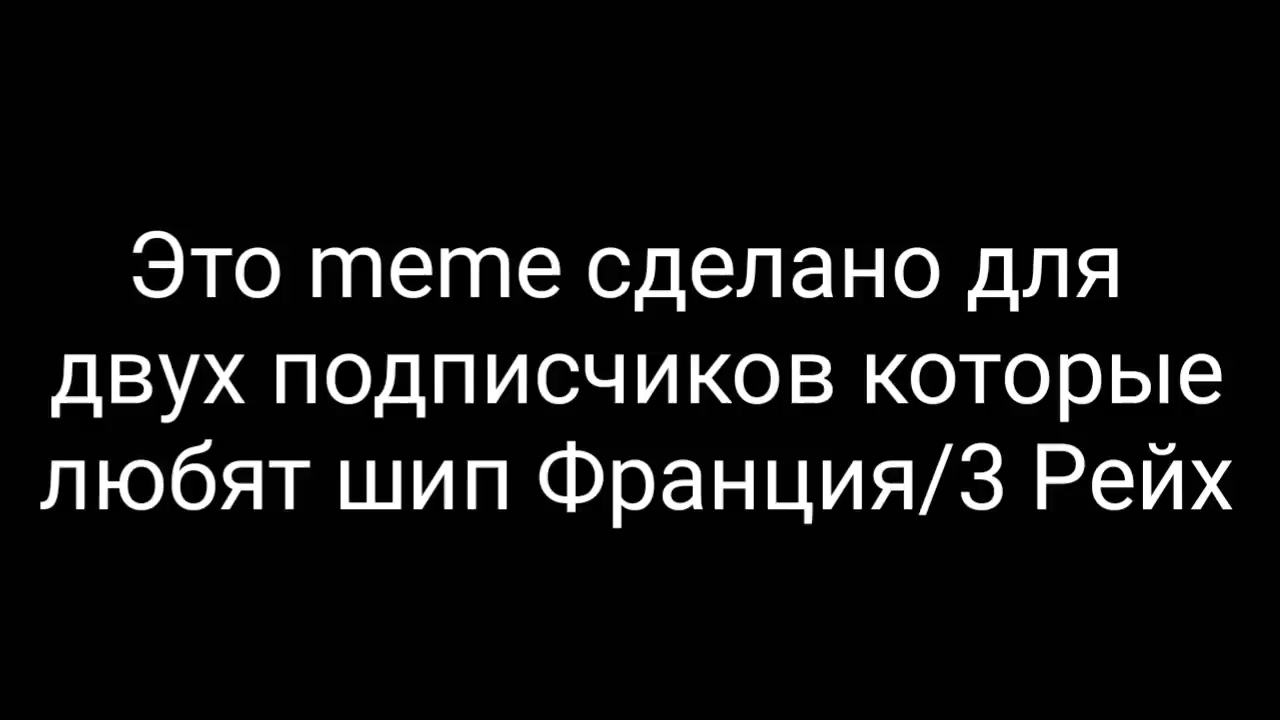 Это meme сделано для
двух подписчиков которые
любят шип Франция/3 Рейх